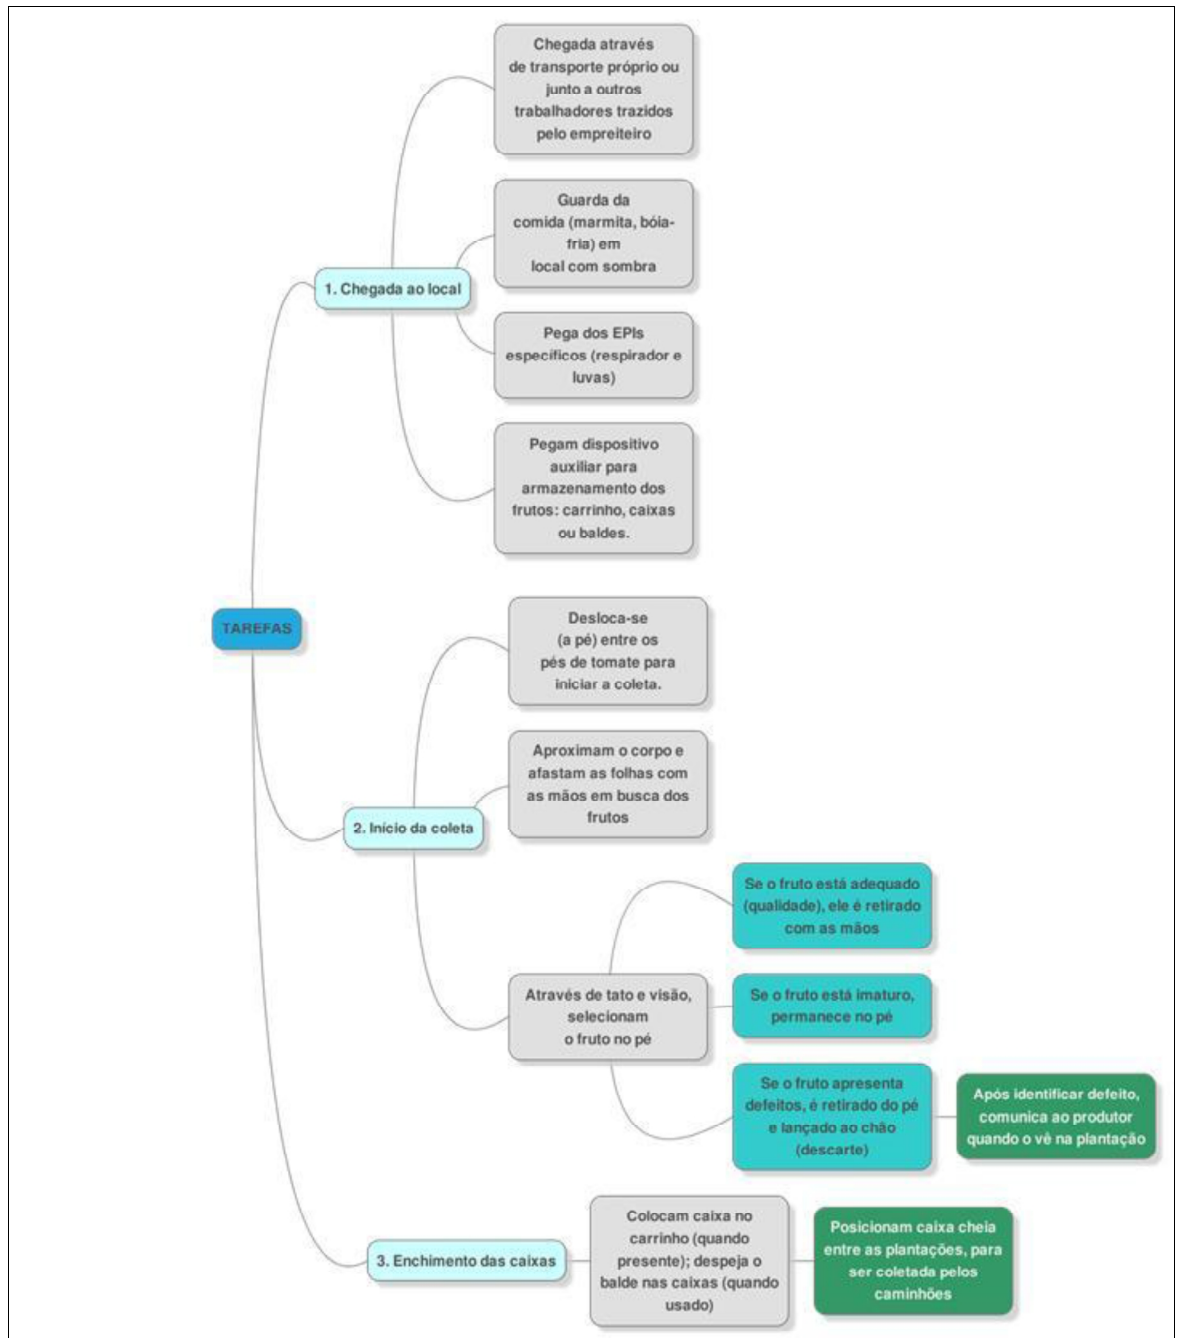 Chegada através
de transporte próprio ou
junto a outros
trabalhadores trazidos
pelo empreiteiro
Guarda da
comida (marmita, bóia-
fria) em
local com sombra
1. Chegada ao local
Pega dos EPIs
específicos (respirador e
luvas)
Pegam dispositivo
auxiliar para
armazenamento dos
frutos: carrinho, caixas
ou baldes.
TAREFAS
Desloca-se
(a pé) entre os
pés de tomate para
iniciar a coleta.
Aproximam o corpo e
afastam as folhas com
as mãos em busca dos
frutos
2. Início da coleta
Através de tato e visão,
selecionam
o fruto no pé
Se o fruto está adequado
(qualidade), ele é retirado
com as mãos
Se o fruto está imaturo,
permanece no pé
Se o fruto apresenta
defeitos, é retirado do pé
e lançado ao chão
(descarte)
Após identificar defeito,
comunica ao produtor
quando o vê na plantação
3. Enchimento das caixas
Colocam caixa no
carrinho (quando
presente); despeja o
balde nas caixas (quando
usado)
Posicionam caixa cheia
entre as plantações, para
ser coletada pelos
caminhões